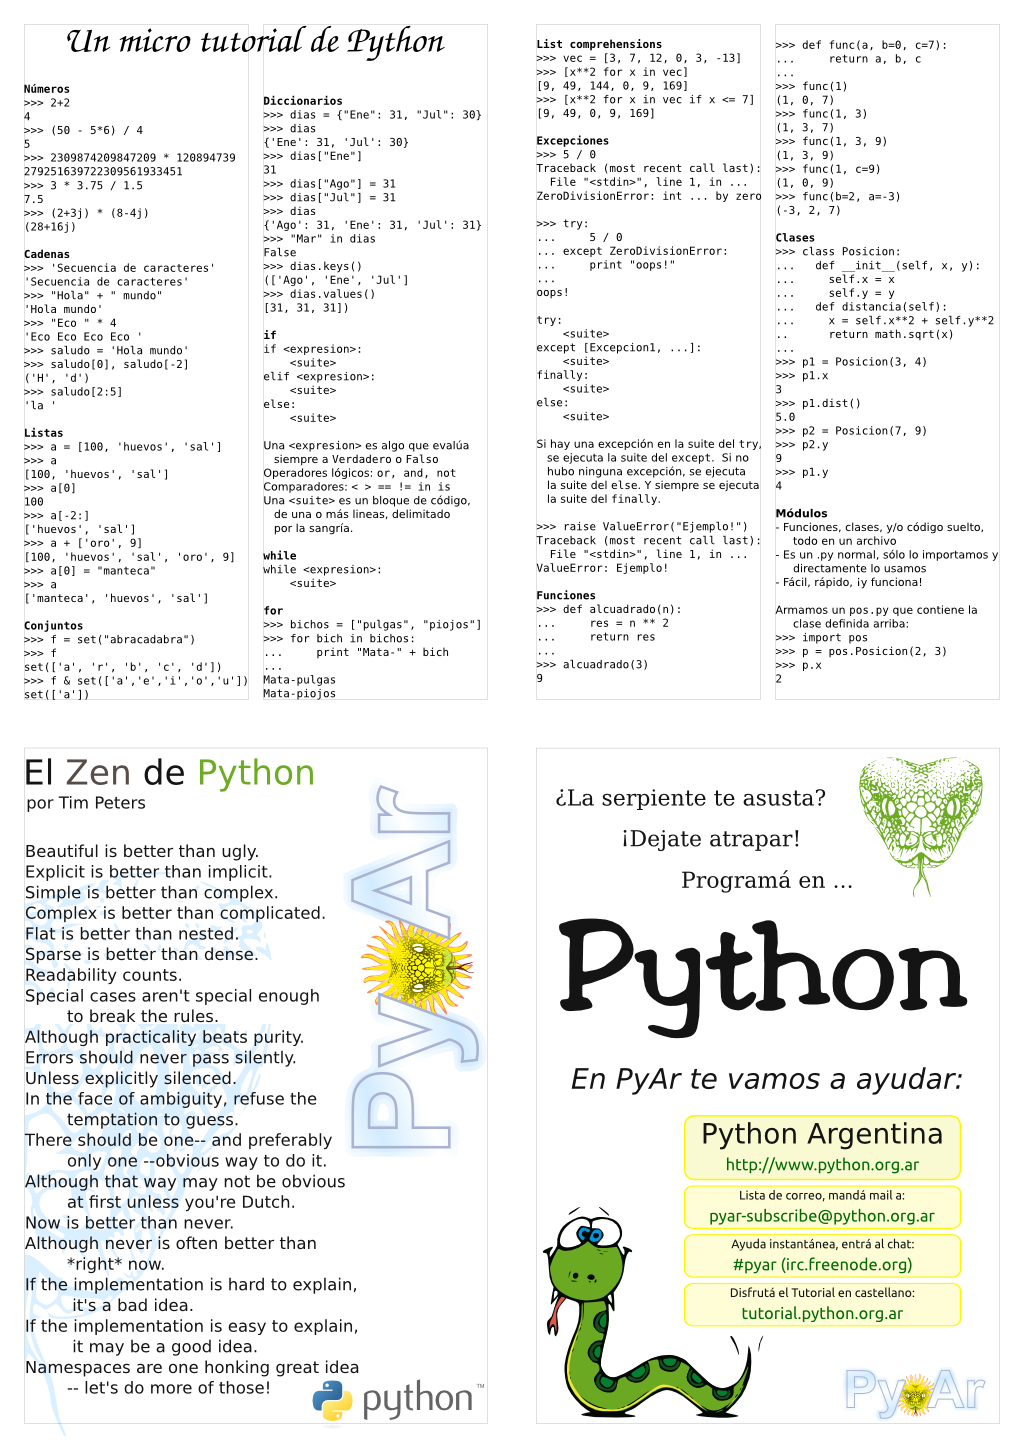 Un micro tutorial de Python
Números
>>> 2+2
4
>>> (50 - 5*6) / 4
5
>>> 2309874209847209 * 120894739
279251639722309561933451
>>> 3 * 3.75 / 1.5
7.5
>>> (2+3j) * (8-4j)
(28+16j)
Cadenas
>>> 'Secuencia de caracteres'
'Secuencia de caracteres'
>>> "Hola" + " mundo"
'Hola mundo'
>>> "Eco " * 4
'Eco Eco Eco Eco '
>>> saludo = 'Hola mundo'
>>> saludo[0], saludo[-2]
('H', 'd')
>>> saludo[2:5]
'la '
Listas
>>> a = [100, 'huevos', 'sal']
>>> a
[100, 'huevos', 'sal']
>>> a[0]
100
>>> a[-2:]
['huevos', 'sal']
>>> a + ['oro', 9]
[100, 'huevos', 'sal', 'oro', 9]
>>> a[0] = "manteca"
>>> a
['manteca', 'huevos', 'sal']
Conjuntos
>>> f = set("abracadabra")
>>> f
set(['a', 'r', 'b', 'c', 'd'])
>>> f & set(['a','e','i','o','u'])
set(['a'])
Diccionarios
>>> dias = {"Ene": 31, "Jul": 30}
>>> dias
{'Ene': 31, 'Jul': 30}
>>> dias["Ene"]
31
>>> dias["Ago"] = 31
>>> dias["Jul"] = 31
>>> dias
{'Ago': 31, 'Ene': 31, 'Jul': 31}
>>> "Mar" in dias
False
>>> dias.keys()
(['Ago', 'Ene', 'Jul']
>>> dias.values()
[31, 31, 31])
if
if <expresion>:
    <suite>
elif <expresion>:
    <suite>
else:
    <suite>
Una <expresion> es algo que evalúa
siempre a Verdadero o Falso
Operadores lógicos: or, and, not
Comparadores: < > == != in is
Una <suite> es un bloque de código,
de una o más lineas, delimitado
por la sangría.
while
while <expresion>:
    <suite>
for
>>> bichos = ["pulgas", "piojos"]
>>> for bich in bichos:
...     print "Mata-" + bich
...
Mata-pulgas
Mata-piojos
List comprehensions
>>> vec = [3, 7, 12, 0, 3, -13]
>>> [x**2 for x in vec]
[9, 49, 144, 0, 9, 169]
>>> [x**2 for x in vec if x <= 7]
[9, 49, 0, 9, 169]
Excepciones
>>> 5 / 0
Traceback (most recent call last):
  File "<stdin>", line 1, in ...
ZeroDivisionError: int ... by zero
>>> try:
...     5 / 0
... except ZeroDivisionError:
...     print "oops!"
...
oops!
try:
    <suite>
except [Excepcion1, ...]:
    <suite>
finally:
    <suite>
else:
    <suite>
Si hay una excepción en la suite del try,
se ejecuta la suite del except. Si no
hubo ninguna excepción, se ejecuta
la suite del else. Y siempre se ejecuta
la suite del finally.
>>> raise ValueError("Ejemplo!")
Traceback (most recent call last):
  File "<stdin>", line 1, in ...
ValueError: Ejemplo!
Funciones
>>> def alcuadrado(n):
...     res = n ** 2
...     return res
...
>>> alcuadrado(3)
9
>>> def func(a, b=0, c=7):
...     return a, b, c
...
>>> func(1)
(1, 0, 7)
>>> func(1, 3)
(1, 3, 7)
>>> func(1, 3, 9)
(1, 3, 9)
>>> func(1, c=9)
(1, 0, 9)
>>> func(b=2, a=-3)
(-3, 2, 7)
Clases
>>> class Posicion:
...   def __init__(self, x, y):
...     self.x = x
...     self.y = y
...   def distancia(self):
...     x = self.x**2 + self.y**2
..      return math.sqrt(x)
...
>>> p1 = Posicion(3, 4)
>>> p1.x
3
>>> p1.dist()
5.0
>>> p2 = Posicion(7, 9)
>>> p2.y
9
>>> p1.y
4
Módulos
- Funciones, clases, y/o código suelto,
todo en un archivo
- Es un .py normal, sólo lo importamos y
directamente lo usamos
- Fácil, rápido, ¡y funciona!
Armamos un pos.py que contiene la
clase definida arriba:
>>> import pos
>>> p = pos.Posicion(2, 3)
>>> p.x
2
El Zen de Python
por Tim Peters
Beautiful is better than ugly.
Explicit is better than implicit.
Simple is better than complex.
Complex is better than complicated.
Flat is better than nested.
Sparse is better than dense.
Readability counts.
Special cases aren't special enough
to break the rules.
Although practicality beats purity.
Errors should never pass silently.
Unless explicitly silenced.
In the face of ambiguity, refuse the
temptation to guess.
There should be one-- and preferably
only one --obvious way to do it.
Although that way may not be obvious
at first unless you're Dutch.
Now is better than never.
Although never is often better than
*right* now.
If the implementation is hard to explain,
it's a bad idea.
If the implementation is easy to explain,
it may be a good idea.
Namespaces are one honking great idea
-- let's do more of those!
PyAr
python™
¿La serpiente te asusta?
¡Dejate atrapar!
Programá en ...
Python
En PyAr te vamos a ayudar:
Python Argentina
http://www.python.org.ar
Lista de correo, mandá mail a:
pyar-subscribe@python.org.ar
Ayuda instantánea, entrá al chat:
#pyar (irc.freenode.org)
Disfrutá el Tutorial en castellano:
tutorial.python.org.ar
PyAr